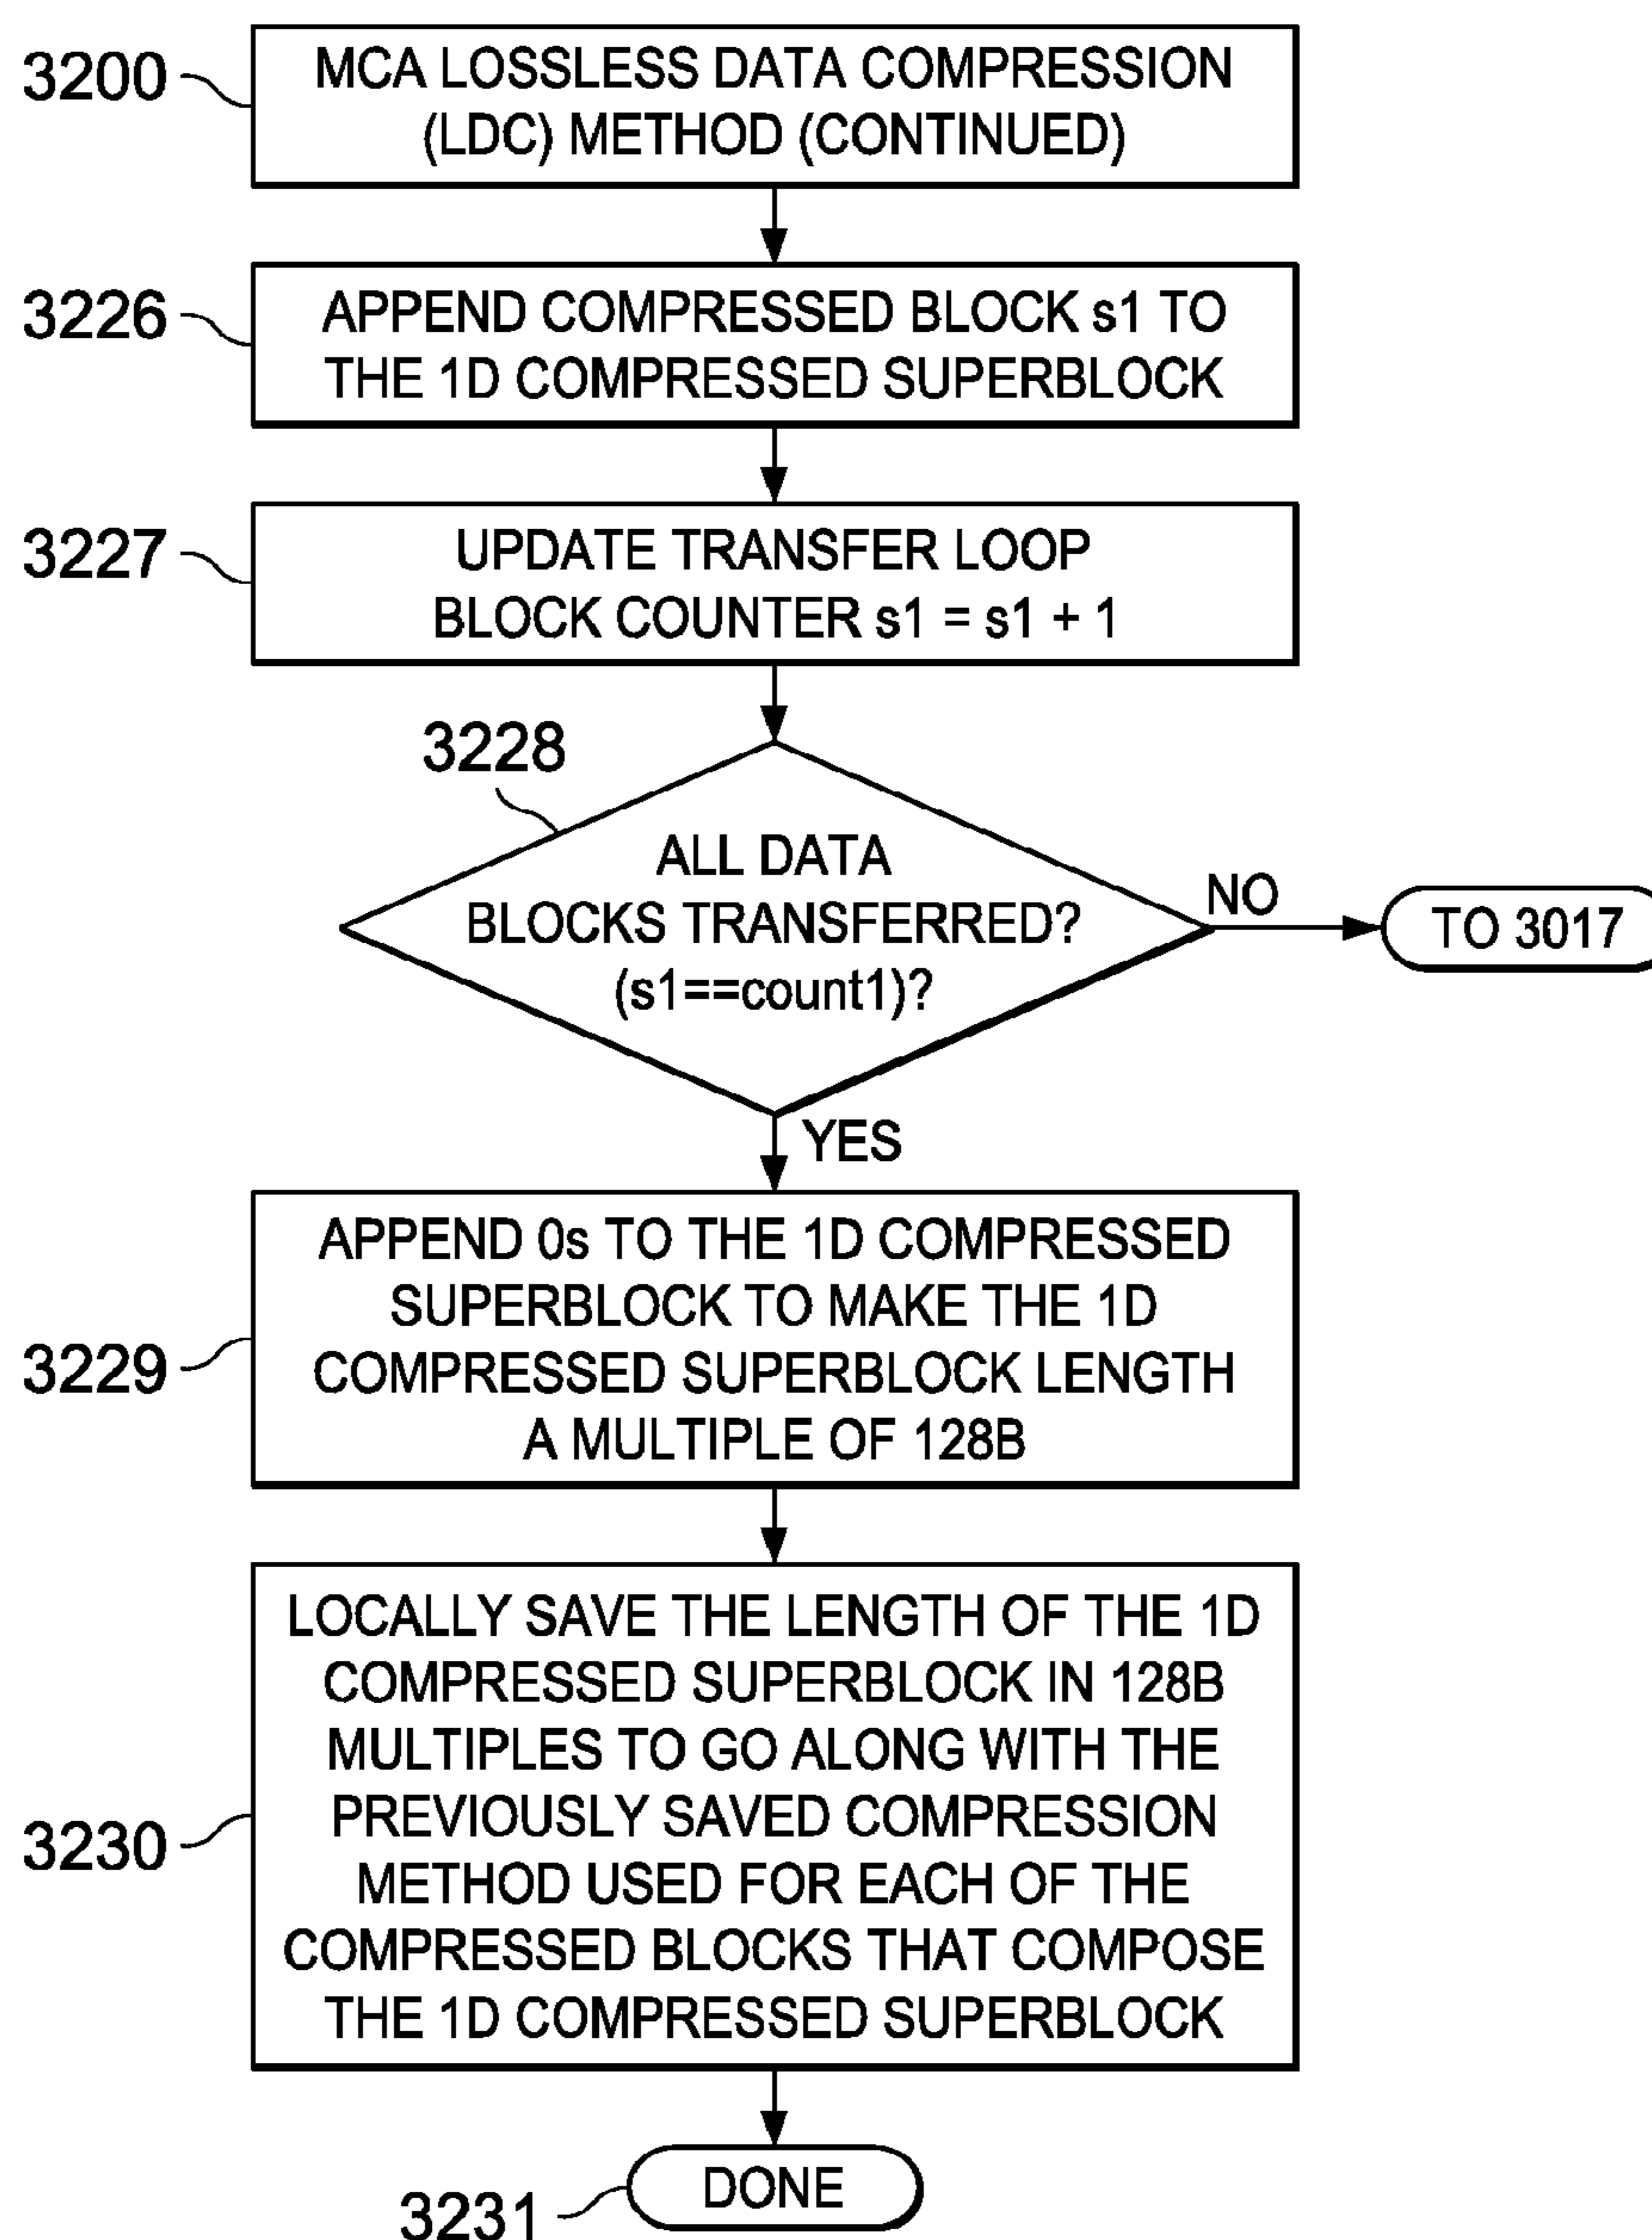 3200
MCA LOSSLESS DATA COMPRESSION
(LDC) METHOD (CONTINUED)
3226
APPEND COMPRESSED BLOCK s1 TO
THE 1D COMPRESSED SUPERBLOCK
3227
UPDATE TRANSFER LOOP
BLOCK COUNTER s1 = s1 + 1
3228
ALL DATA
BLOCKS TRANSFERRED?
(s1==count1)?
NO
TO 3017
YES
3229
APPEND 0s TO THE 1D COMPRESSED
SUPERBLOCK TO MAKE THE 1D
COMPRESSED SUPERBLOCK LENGTH
A MULTIPLE OF 128B
3230
LOCALLY SAVE THE LENGTH OF THE 1D
COMPRESSED SUPERBLOCK IN 128B
MULTIPLES TO GO ALONG WITH THE
PREVIOUSLY SAVED COMPRESSION
METHOD USED FOR EACH OF THE
COMPRESSED BLOCKS THAT COMPOSE
THE 1D COMPRESSED SUPERBLOCK
3231
DONE